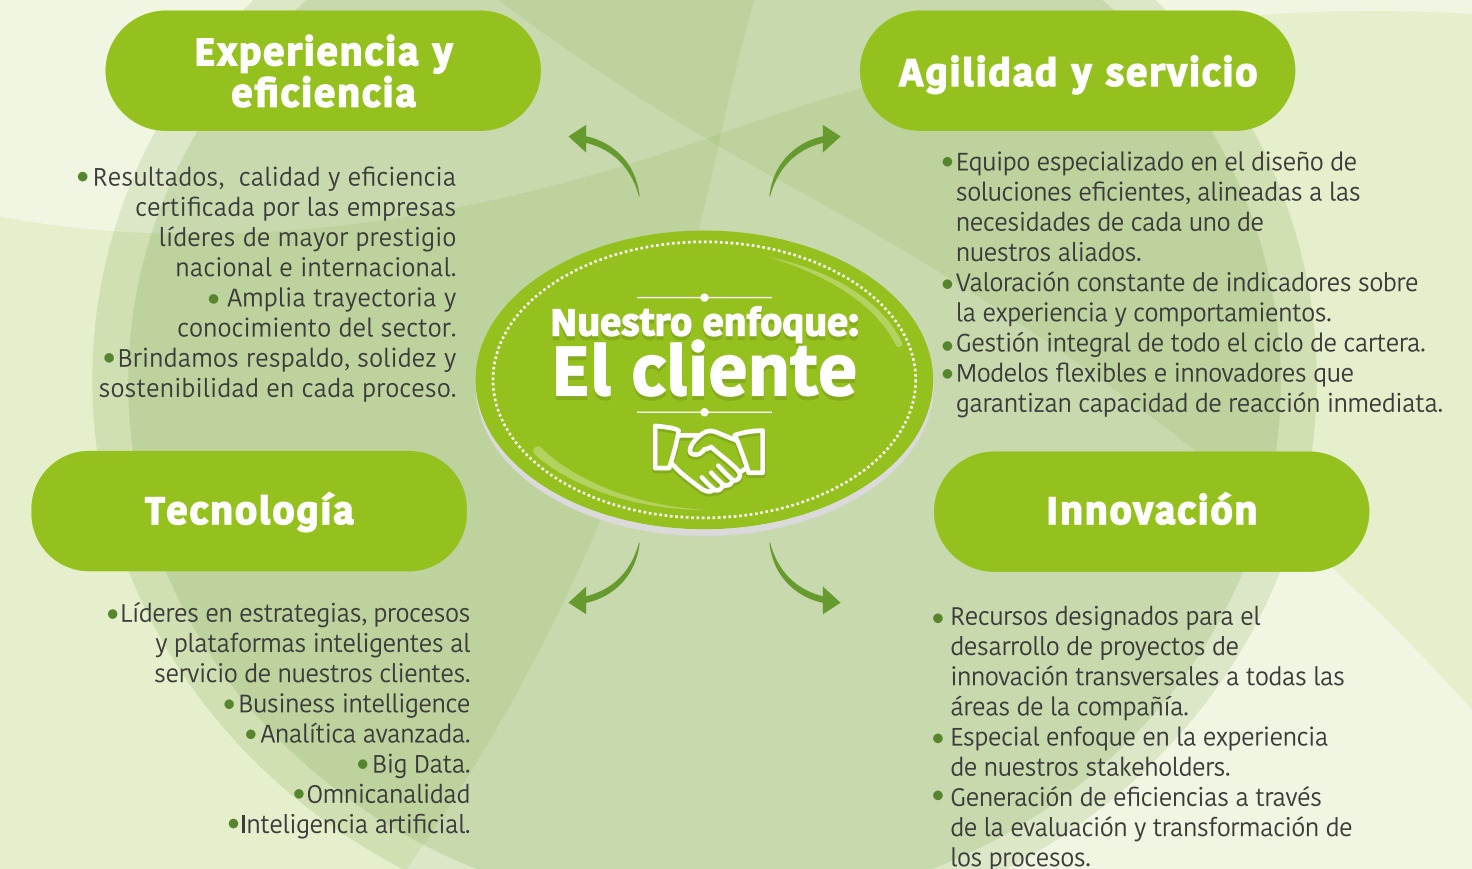 Experiencia y
eficiencia
• Resultados, calidad y eficiencia
certificada por las empresas
líderes de mayor prestigio
nacional e internacional.
• Amplia trayectoria y
conocimiento del sector.
• Brindamos respaldo, solidez y
sostenibilidad en cada proceso.
Agilidad y servicio
• Equipo especializado en el diseño de
soluciones eficientes, alineadas a las
necesidades de cada uno de
nuestros aliados.
• Valoración constante de indicadores sobre
la experiencia y comportamientos.
• Gestión integral de todo el ciclo de cartera.
• Modelos flexibles e innovadores que
garantizan capacidad de reacción inmediata.
Nuestro enfoque:
El cliente
Tecnología
• Líderes en estrategias, procesos
y plataformas inteligentes al
servicio de nuestros clientes.
• Business intelligence
• Analítica avanzada.
• Big Data.
• Omnicanalidad
• Inteligencia artificial.
Innovación
• Recursos designados para el
desarrollo de proyectos de
innovación transversales a todas las
áreas de la compañía.
• Especial enfoque en la experiencia
de nuestros stakeholders.
• Generación de eficiencias a través
de la evaluación y transformación de
los procesos.